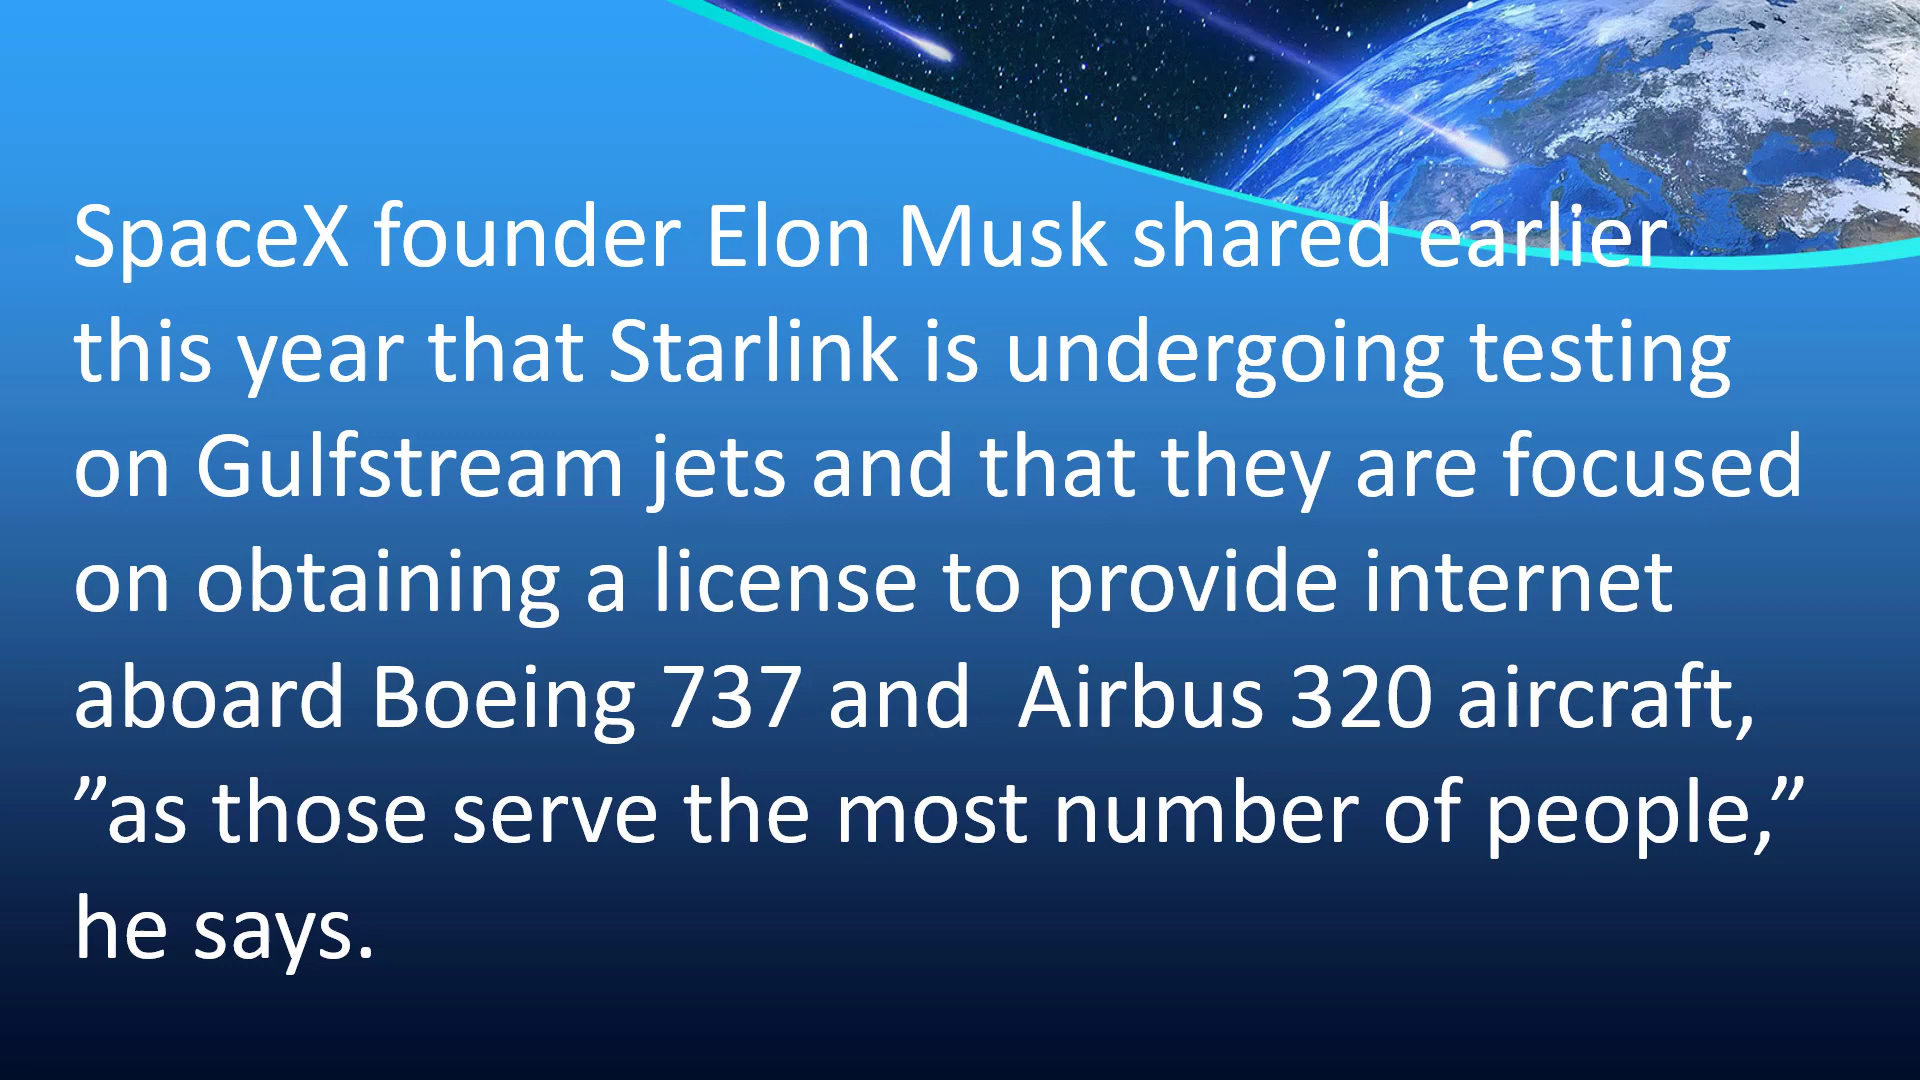 SpaceX founder Elon Musk shared earlier
this year that Starlink is undergoing testing
on Gulfstream jets and that they are focused
on obtaining a license to provide internet
aboard Boeing 737 and  Airbus 320 aircraft,
”as those serve the most number of people,”
he says.